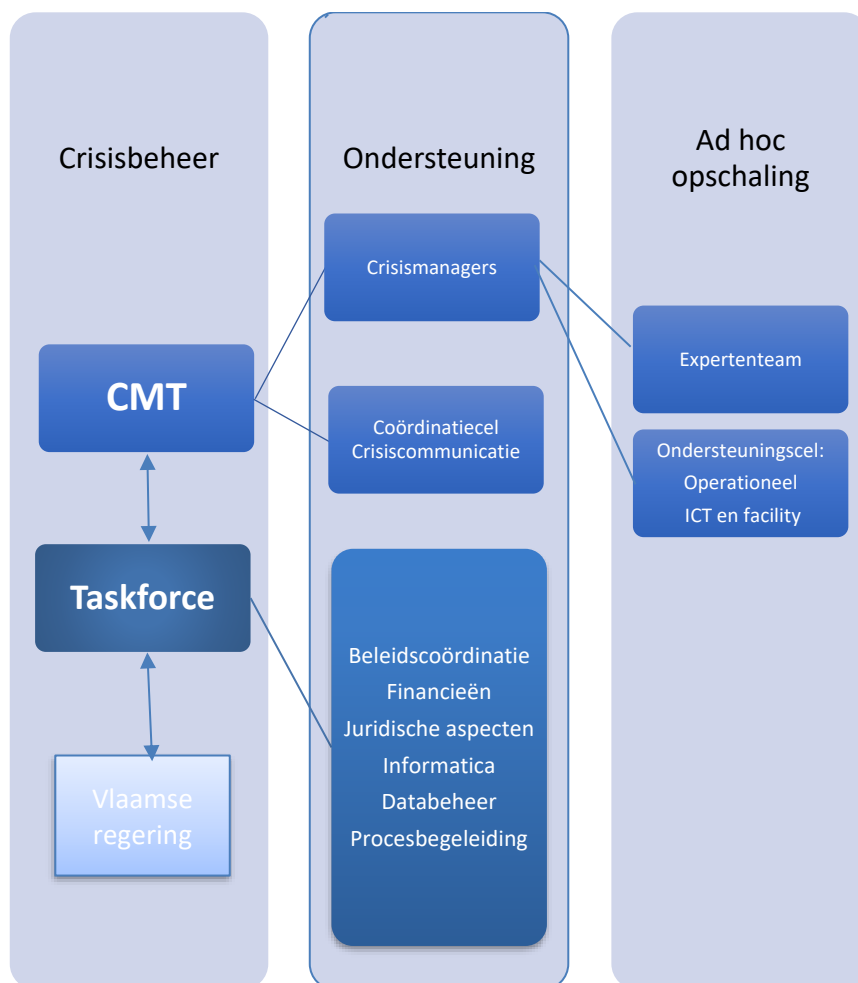 Crisisbeheer
CMT
Taskforce
Vlaamse
regering
Ondersteuning
Crisismanagers
Coördinatiecel
Crisiscommunicatie
Beleidscoördinatie
Financieën
Juridische aspecten
Informatica
Databeheer
Procesbegeleiding
Ad hoc
opschaling
Expertenteam
Ondersteuningscel:
Operationeel
ICT en facility